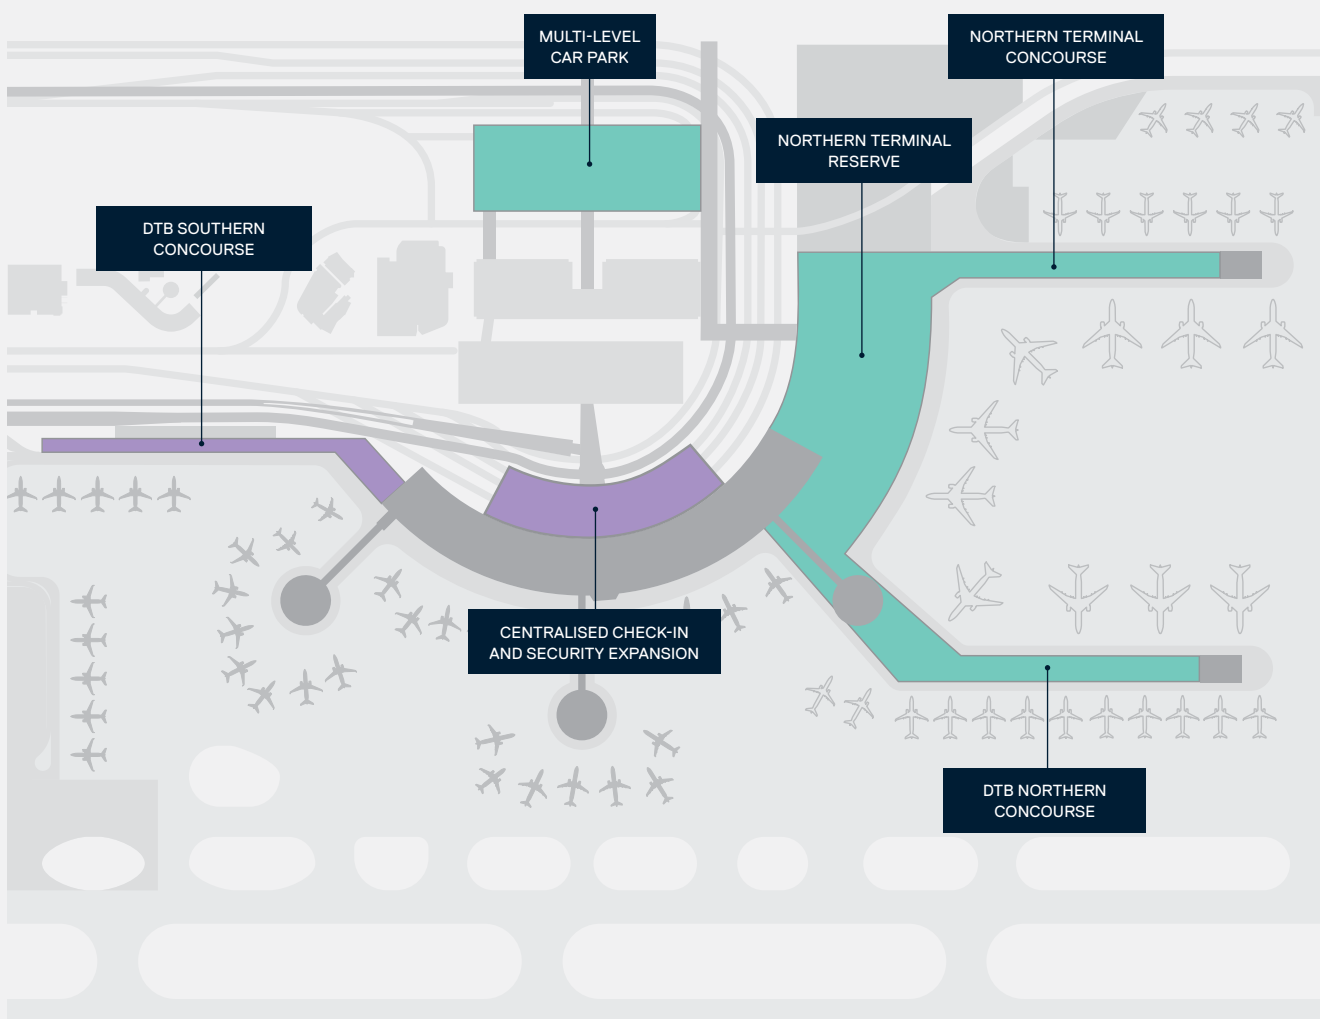 MULTI-LEVEL
CAR PARK
NORTHERN TERMINAL
CONCOURSE
NORTHERN TERMINAL
RESERVE
DTB SOUTHERN
CONCOURSE
CENTRALISED CHECK-IN
AND SECURITY EXPANSION
DTB NORTHERN
CONCOURSE